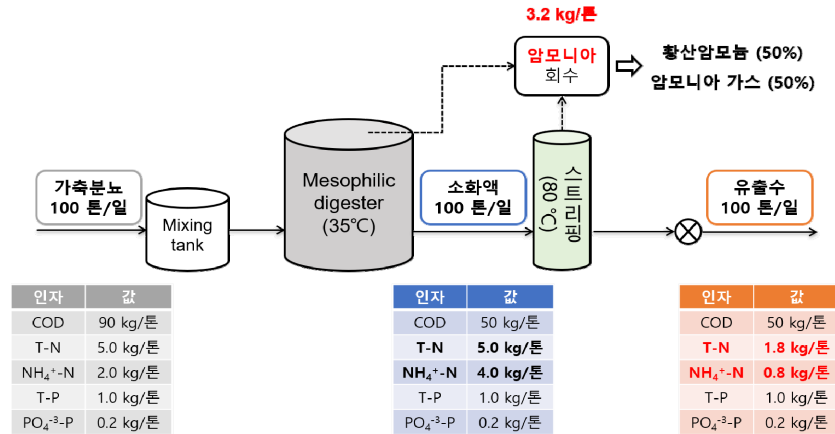 3.2 kg/톤
암모니아
회수
황산암모늄 (50%)
암모니아 가스 (50%)
가축분뇨
100 톤/일
Mixing
tank
Mesophilic
digester
(35℃)
소화액
100 톤/일
스트리핑
(80 ℃)
유출수
100 톤/일
인자 값
COD 90 kg/톤
T-N 5.0 kg/톤
NH₄⁺-N 2.0 kg/톤
T-P 1.0 kg/톤
PO₄⁻³-P 0.2 kg/톤
인자 값
COD 50 kg/톤
T-N 5.0 kg/톤
NH₄⁺-N 4.0 kg/톤
T-P 1.0 kg/톤
PO₄⁻³-P 0.2 kg/톤
인자 값
COD 50 kg/톤
T-N 1.8 kg/톤
NH₄⁺-N 0.8 kg/톤
T-P 1.0 kg/톤
PO₄⁻³-P 0.2 kg/톤